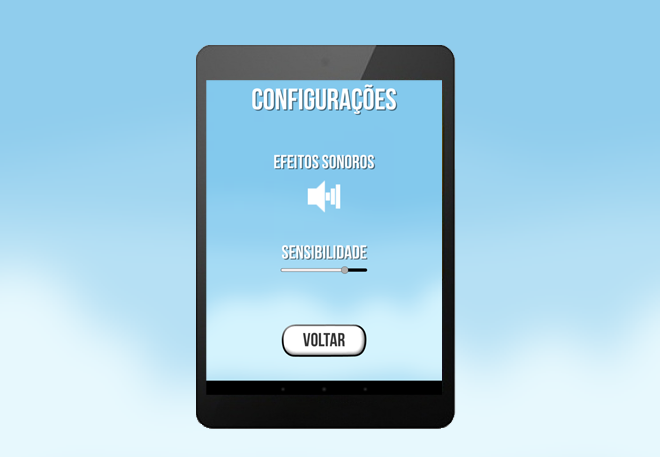 CONFIGURAÇÕES
EFEITOS SONOROS
SENSIBILIDADE
VOLTAR